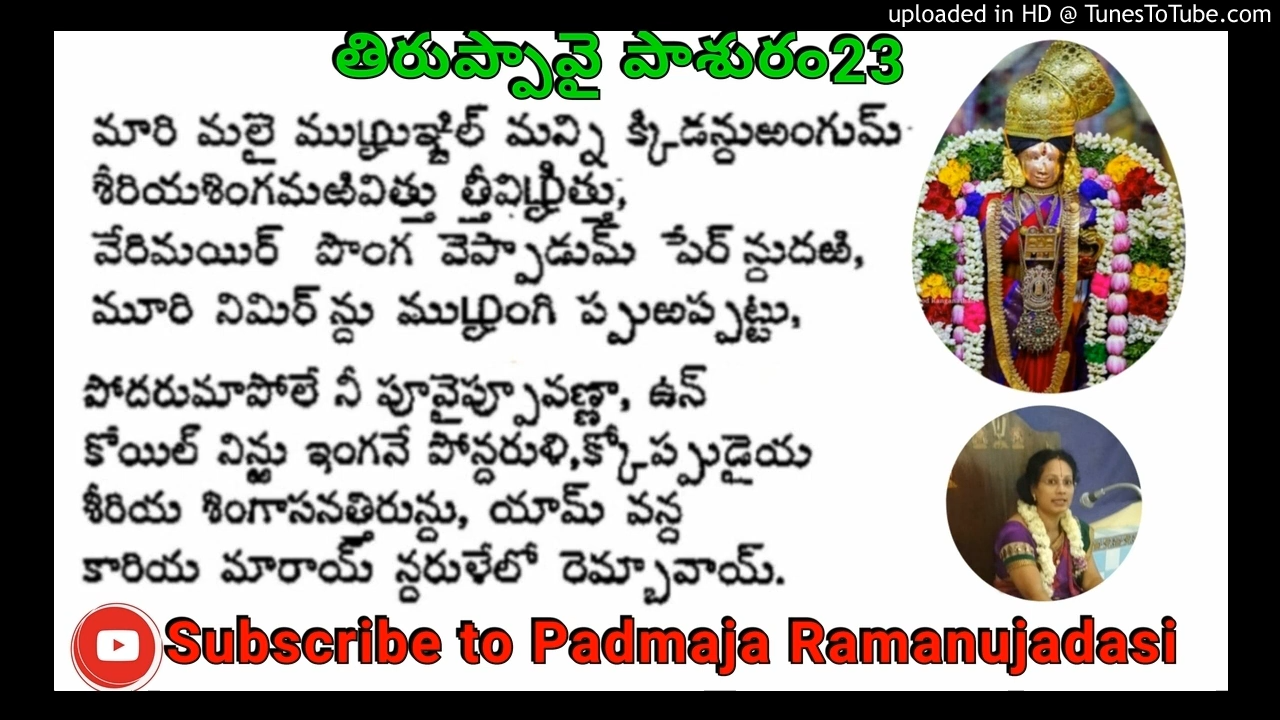 uploaded in HD @ TunesToTube.com
తిరుప్పావై పాశురం23
మారి మలై ముఴుఞ్జిల్ మన్ని క్కిడన్దుఱంగుమ్
శీరియశింగమఱివిత్తు త్తీవిఴిత్తు,
వేరిమయిర్ పొంగ వెప్పాడుమ్ పేర్ న్దుదఱి,
మూరి నిమిర్ న్దు ముఴంగి ప్పుఱప్పట్టు,
పోదరుమాపోలే నీ పూవైప్పూవణ్ణా, ఉన్
కోయిల్ నిన్ఱు ఇంగనే పోన్దరుళి,క్కోప్పుడైయ
శీరియ శింగాసనత్తిరున్దు, యామ్ వన్ద
కారియ మారాయ్ న్దరుళేలో రెమ్బావాయ్.
Subscribe to Padmaja Ramanujadasi